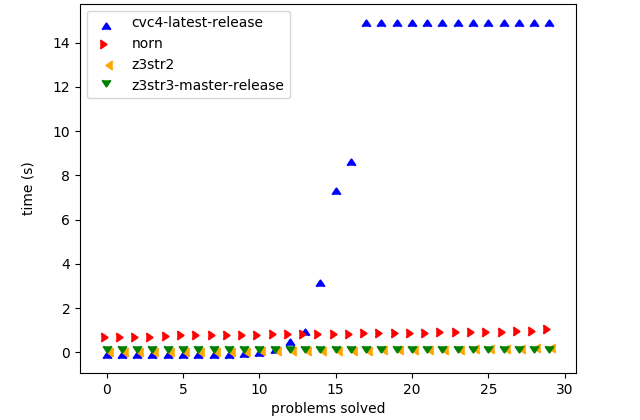 cvc4-latest-release
norn
z3str2
z3str3-master-release
14
12
10
8
6
4
2
0
time (s)
0 5 10 15 20 25 30
problems solved